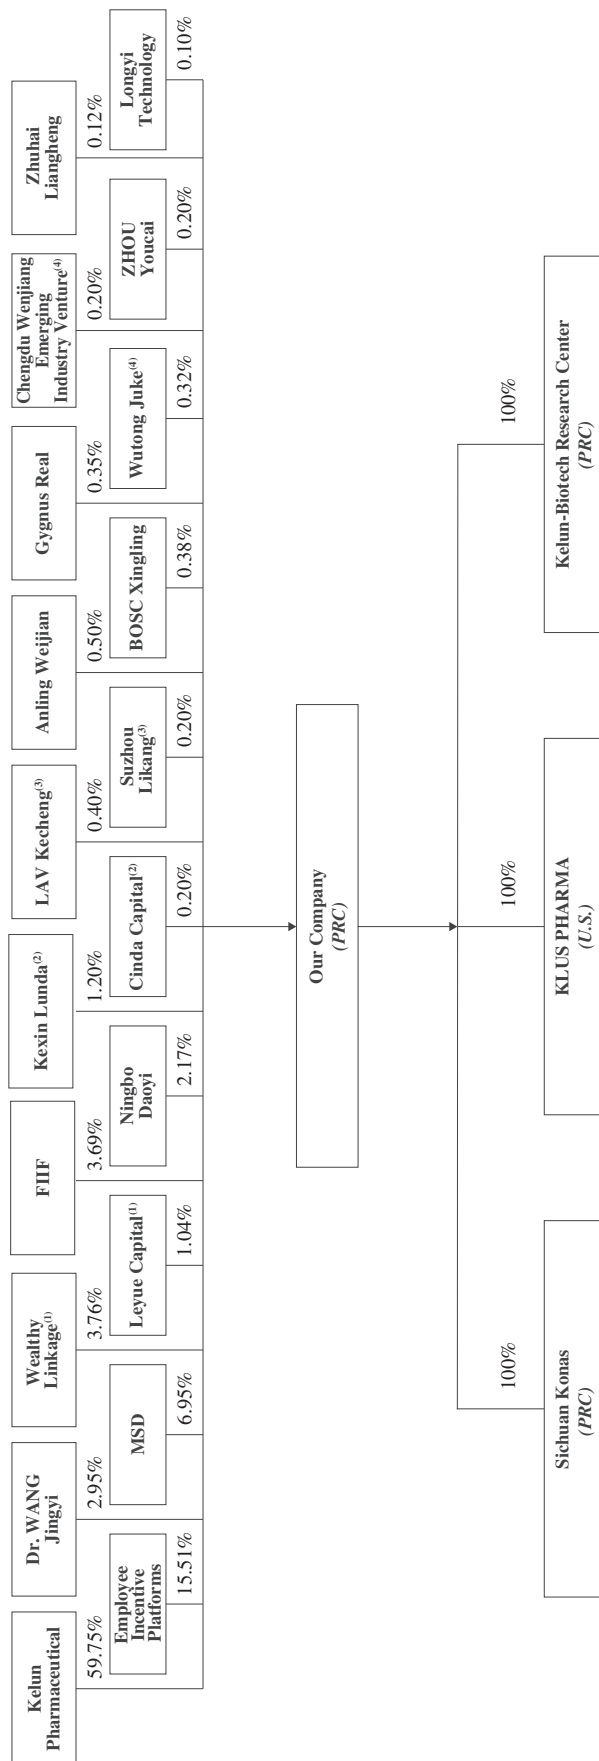 Kelun
Pharmaceutical
59.75%
Dr. WANG
Jingyi
2.95%
Wealthy
Linkage(1)
3.76%
FIIF
3.69%
Kexin Lunda(2)
1.20%
LAV Kecheng(3)
0.40%
Anling Weijian
0.50%
Gygnus Real
0.35%
Chengdu Wenjiang
Emerging
Industry Venture(4)
0.20%
Zhuhai
Liangheng
0.12%
Employee
Incentive
Platforms
15.51%
MSD
6.95%
Leyue Capital(1)
1.04%
Ningbo
Daoyi
2.17%
Cinda Capital(2)
0.20%
Suzhou
Likang(3)
0.20%
BOSC Xingling
0.38%
Wutong Juke(4)
0.32%
ZHOU
Youcai
0.20%
Longyi
Technology
0.10%
Our Company
(PRC)
100%
100%
100%
Sichuan Konas
(PRC)
KLUS PHARMA
(U.S.)
Kelun-Biotech Research Center
(PRC)